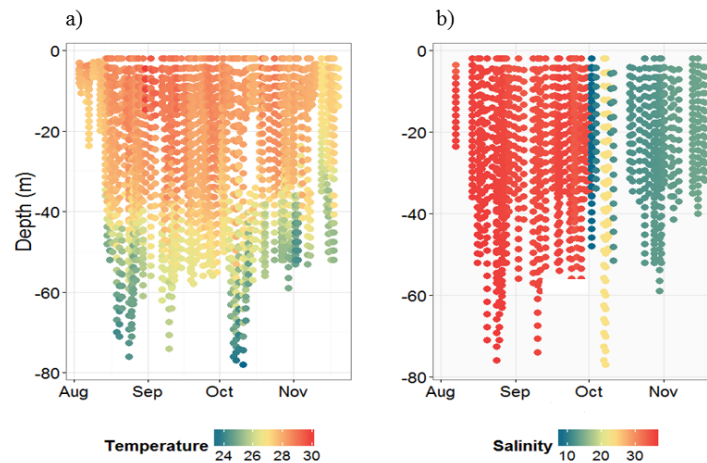 a)
b)
0
-20
-40
-60
-80
Depth (m)
Aug Sep Oct Nov
0
-20
-40
-60
-80
Aug Sep Oct Nov
Temperature 24 26 28 30
Salinity 10 20 30